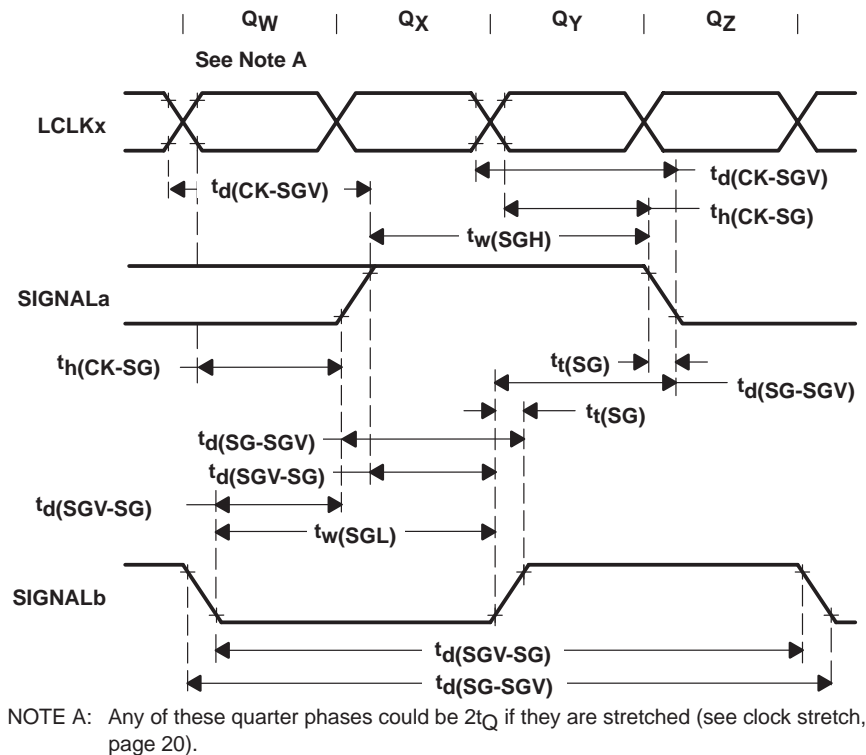 QW QX QY QZ
See Note A
LCLKx
td(CK-SGV) td(CK-SGV)
th(CK-SG)
tw(SGH)
SIGNALa
th(CK-SG) tt(SG)
td(SG-SGV)
tt(SG)
td(SG-SGV)
td(SGV-SG)
td(SGV-SG)
tw(SGL)
SIGNALb
td(SGV-SG)
td(SG-SGV)
NOTE A: Any of these quarter phases could be 2tQ if they are stretched (see clock stretch,
page 20).